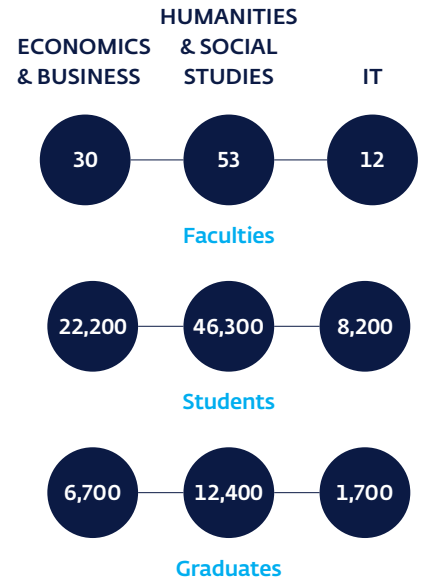 ECONOMICS
& BUSINESS
HUMANITIES
& SOCIAL
STUDIES
IT
30
53
12
Faculties
22,200
46,300
8,200
Students
6,700
12,400
1,700
Graduates